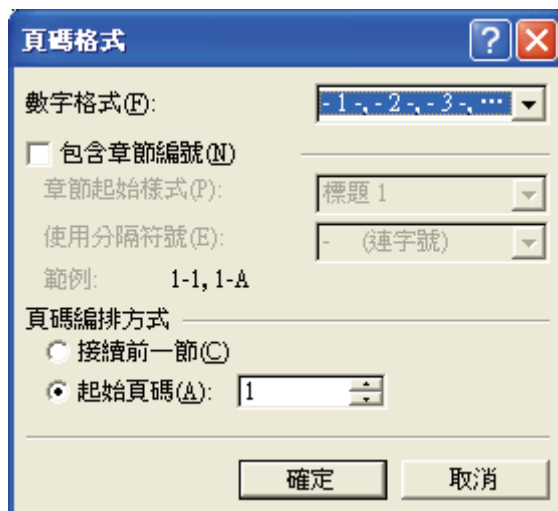 頁碼格式
數字格式(F): - 1 -, - 2 -, - 3 -, …
包含章節編號(N)
章節起始樣式(P): 標題 1
使用分隔符號(E): - (連字號)
範例: 1-1, 1-A
頁碼編排方式
接續前一節(C)
起始頁碼(A): 1
確定 取消